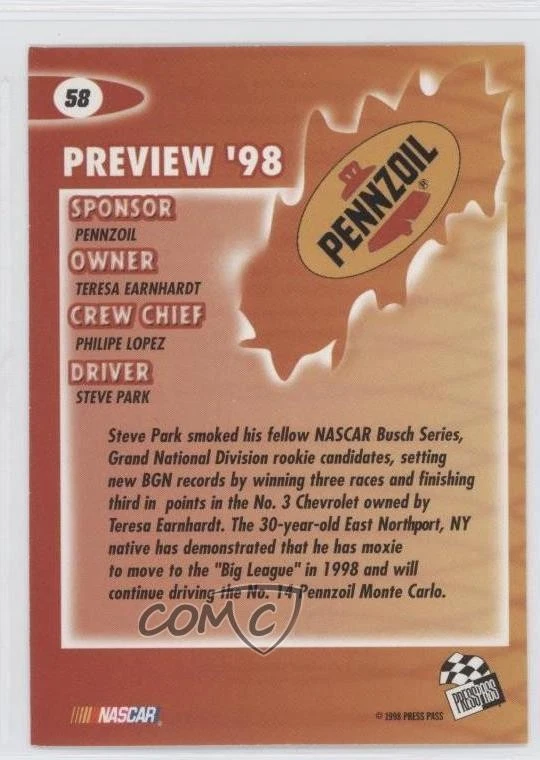 58
PREVIEW '98
PENNZOIL®
SPONSOR
PENNZOIL
OWNER
TERESA EARNHARDT
CREW CHIEF
PHILIPE LOPEZ
DRIVER
STEVE PARK
Steve Park smoked his fellow NASCAR Busch Series,
Grand National Division rookie candidates, setting
new BGN records by winning three races and finishing
third in points in the No. 3 Chevrolet owned by
Teresa Earnhardt. The 30-year-old East Northport, NY
native has demonstrated that he has moxie
to move to the "Big League" in 1998 and will
continue driving the No. 14 Pennzoil Monte Carlo.
COMC
NASCAR
© 1998 PRESS PASS
PRESS PASS